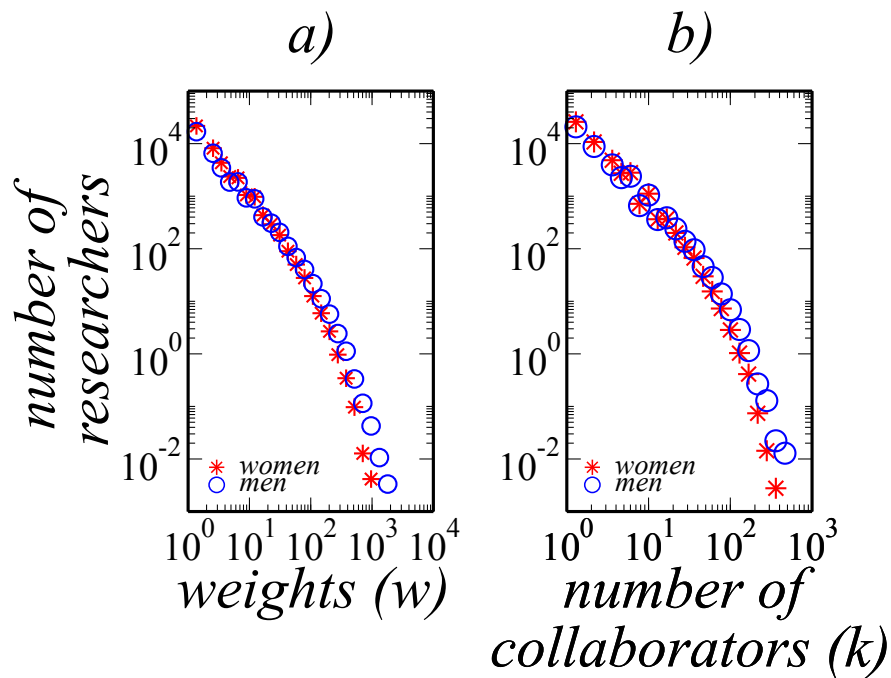 a)
b)
number of
researchers
10^4
10^2
10^0
10^-2
women
men
10^0 10^1 10^2 10^3 10^4
weights (w)
10^4
10^2
10^0
10^-2
women
men
10^0 10^1 10^2 10^3
number of
collaborators (k)